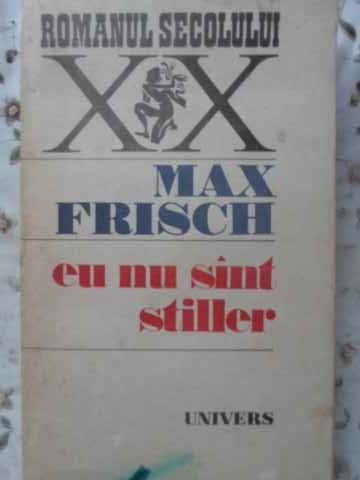 ROMANUL SECOLULUI
XX
MAX
FRISCH
eu nu sînt
stiller
UNIVERS